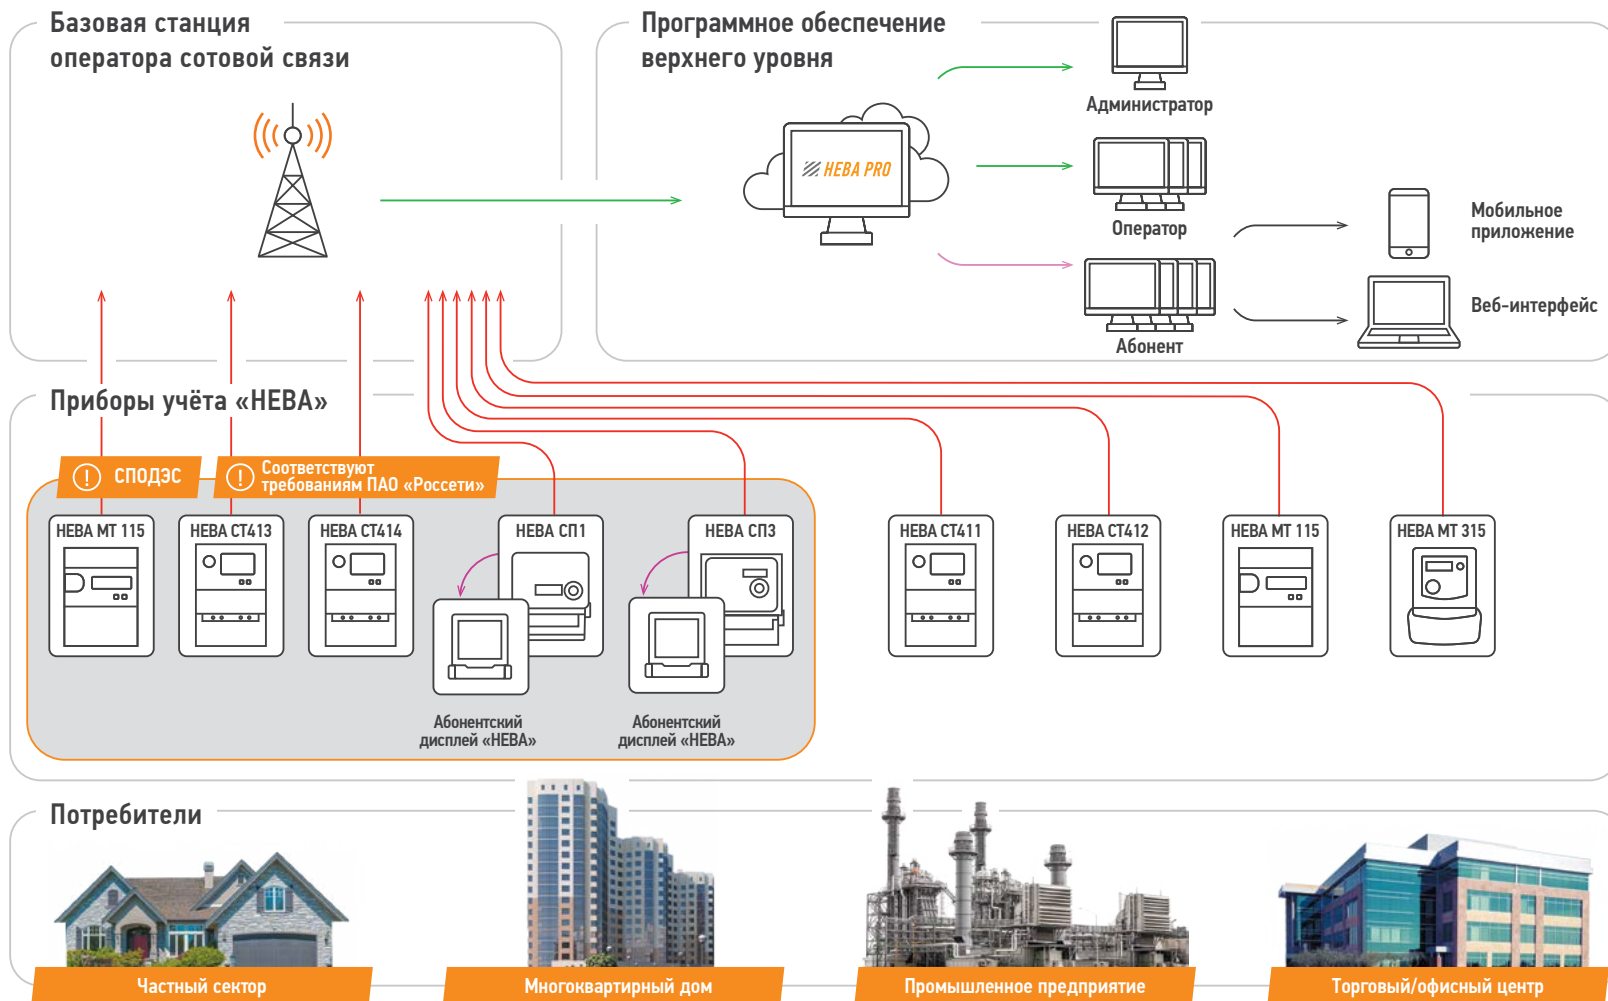 Базовая станция
оператора сотовой связи
Программное обеспечение
верхнего уровня
НЕВА PRO
Администратор
Оператор
Абонент
Мобильное
приложение
Веб-интерфейс
Приборы учёта «НЕВА»
СПОДЭС
Соответствуют
требованиям ПАО «Россети»
НЕВА МТ 115
НЕВА СТ413
НЕВА СТ414
НЕВА СП1
НЕВА СП3
НЕВА СТ411
НЕВА СТ412
НЕВА МТ 115
НЕВА МТ 315
Абонентский
дисплей «НЕВА»
Абонентский
дисплей «НЕВА»
Потребители
Частный сектор
Многоквартирный дом
Промышленное предприятие
Торговый/офисный центр